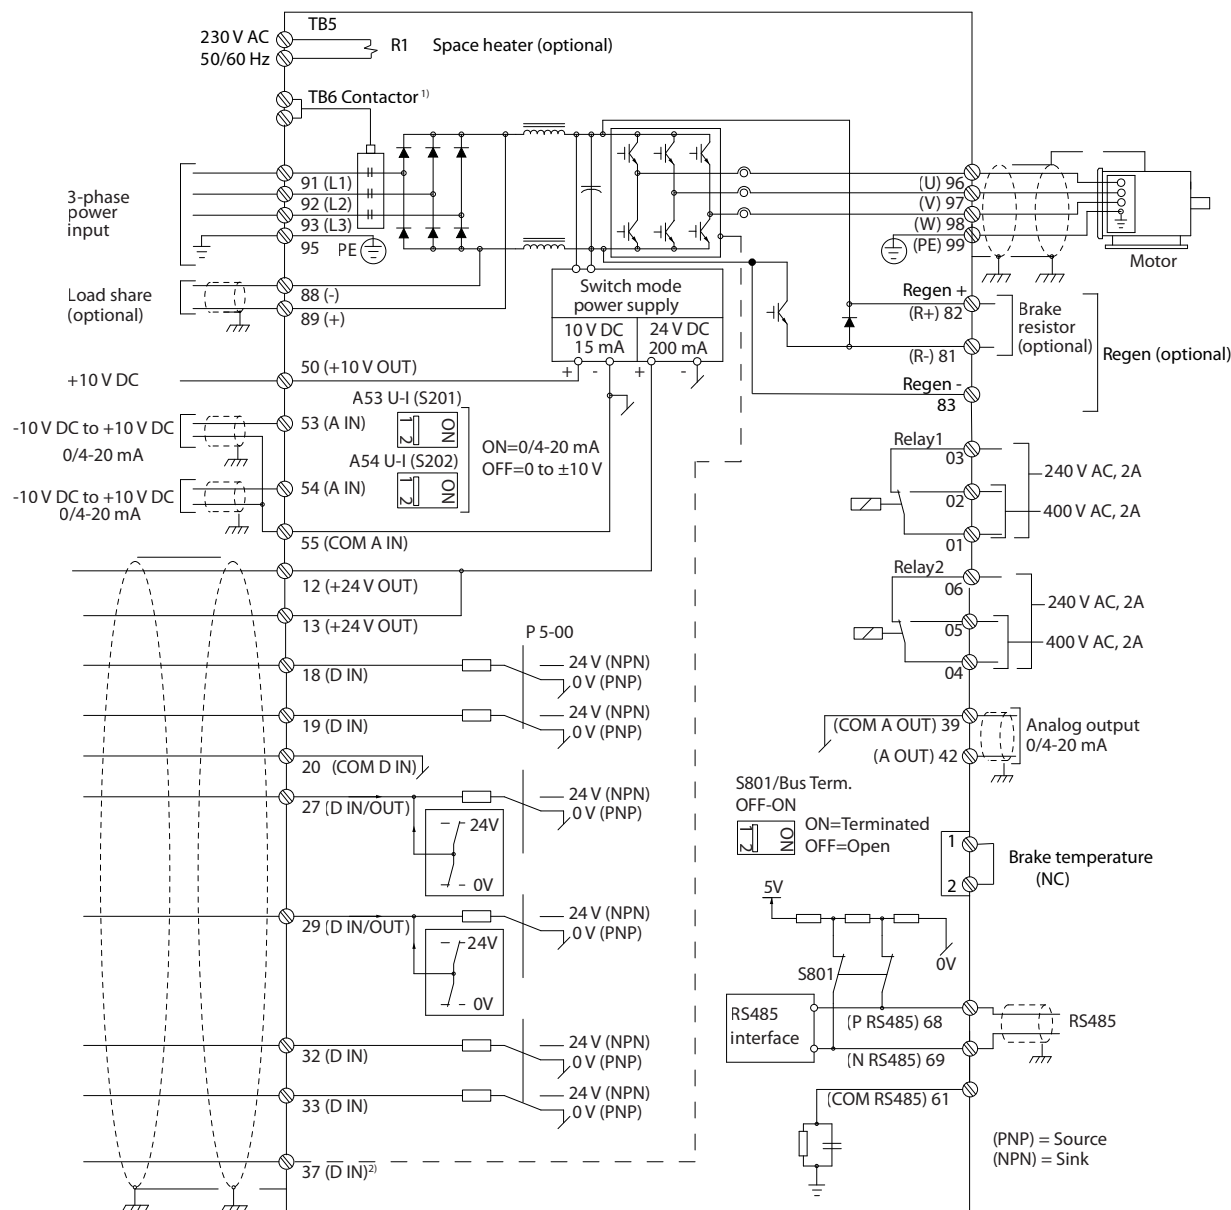 TB5
230 V AC
50/60 Hz
R1
Space heater (optional)
TB6 Contactor 1)
3-phase
power
input
91 (L1)
92 (L2)
93 (L3)
95
PE
(U) 96
(V) 97
(W) 98
(PE) 99
Motor
Load share
(optional)
88 (-)
89 (+)
Switch mode
power supply
10 V DC
15 mA
24 V DC
200 mA
+ - + -
Regen +
(R+) 82
Brake
resistor
(optional)
(R-) 81
Regen -
83
Regen (optional)
+10 V DC
50 (+10 V OUT)
A53 U-I (S201)
1 2
ON
A54 U-I (S202)
1 2
ON
ON=0/4-20 mA
OFF=0 to ±10 V
-10 V DC to +10 V DC
0/4-20 mA
53 (A IN)
-10 V DC to +10 V DC
0/4-20 mA
54 (A IN)
55 (COM A IN)
12 (+24 V OUT)
13 (+24 V OUT)
Relay1
03
02
01
240 V AC, 2A
400 V AC, 2A
Relay2
06
05
04
240 V AC, 2A
400 V AC, 2A
P 5-00
18 (D IN)
24 V (NPN)
0 V (PNP)
19 (D IN)
24 V (NPN)
0 V (PNP)
20 (COM D IN)
27 (D IN/OUT)
24 V (NPN)
0 V (PNP)
24V
0V
29 (D IN/OUT)
24 V (NPN)
0 V (PNP)
24V
0V
32 (D IN)
24 V (NPN)
0 V (PNP)
33 (D IN)
24 V (NPN)
0 V (PNP)
37 (D IN) 2)
(COM A OUT) 39
(A OUT) 42
Analog output
0/4-20 mA
S801/Bus Term.
OFF-ON
1 2
ON
ON=Terminated
OFF=Open
1
2
Brake temperature
(NC)
5V
0V
S801
RS485
interface
(P RS485) 68
(N RS485) 69
RS485
(COM RS485) 61
(PNP) = Source
(NPN) = Sink